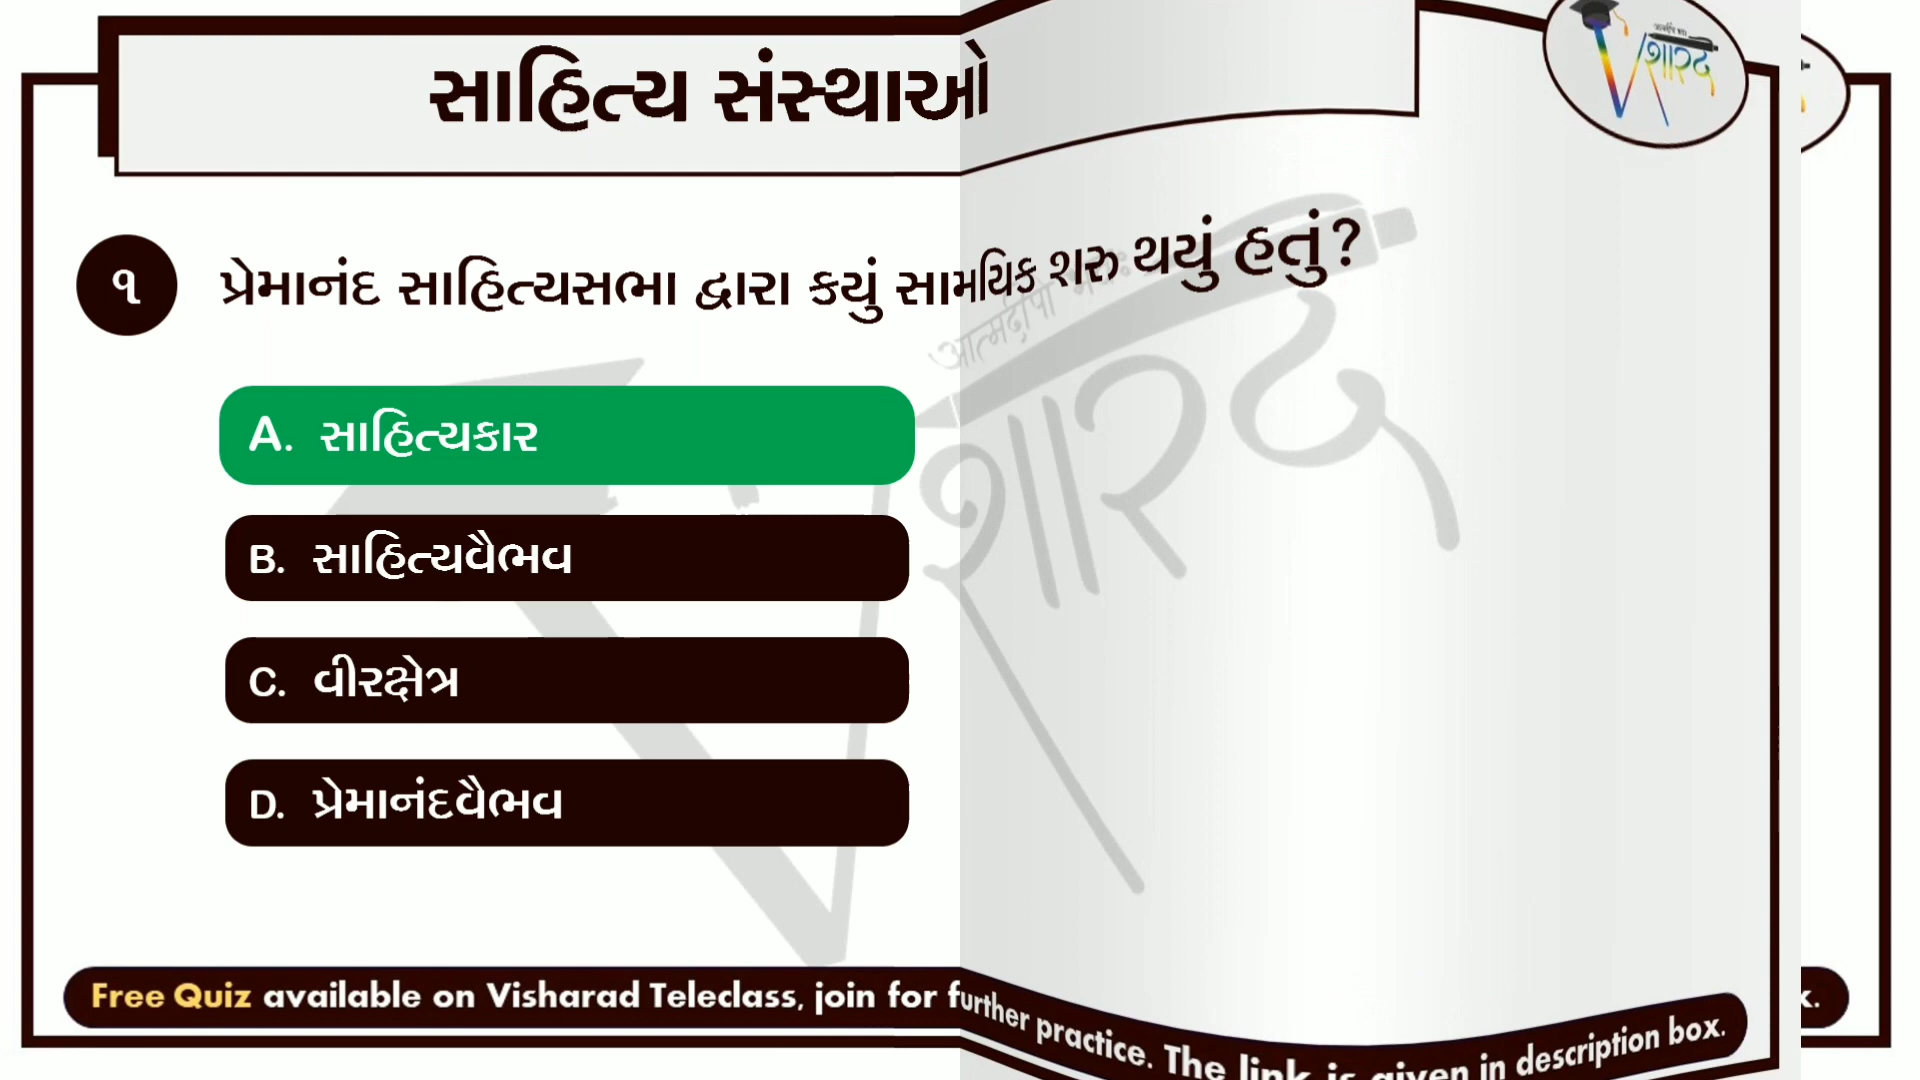 સાહિત્ય સંસ્થાઓ
વિશારદ
૧ પ્રેમાનંદ સાહિત્યસભા દ્વારા કયું સામયિક શરુ થયું હતું?
A. સાહિત્યકાર
B. સાહિત્યવૈભવ
C. વીરક્ષેત્ર
D. પ્રેમાનંદવૈભવ
Free Quiz available on Visharad Teleclass, join for further practice. The link is given in description box.